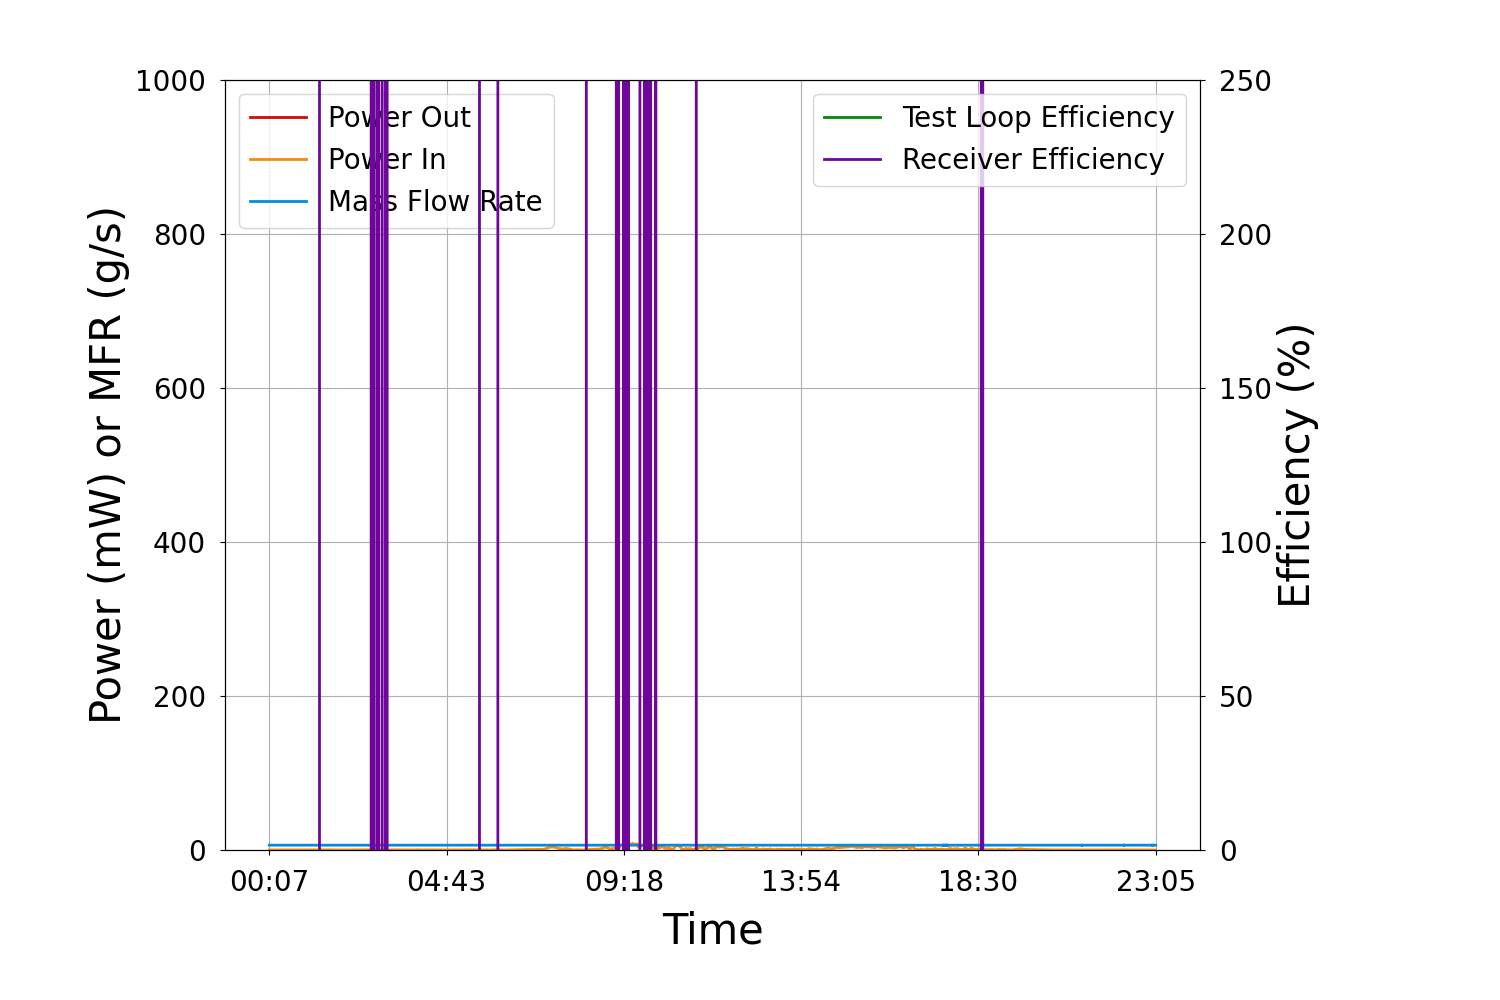 1000
800
600
400
200
0
Power (mW) or MFR (g/s)
Power Out
Power In
Mass Flow Rate
Test Loop Efficiency
Receiver Efficiency
250
200
150
100
50
0
Efficiency (%)
00:07 04:43 09:18 13:54 18:30 23:05
Time